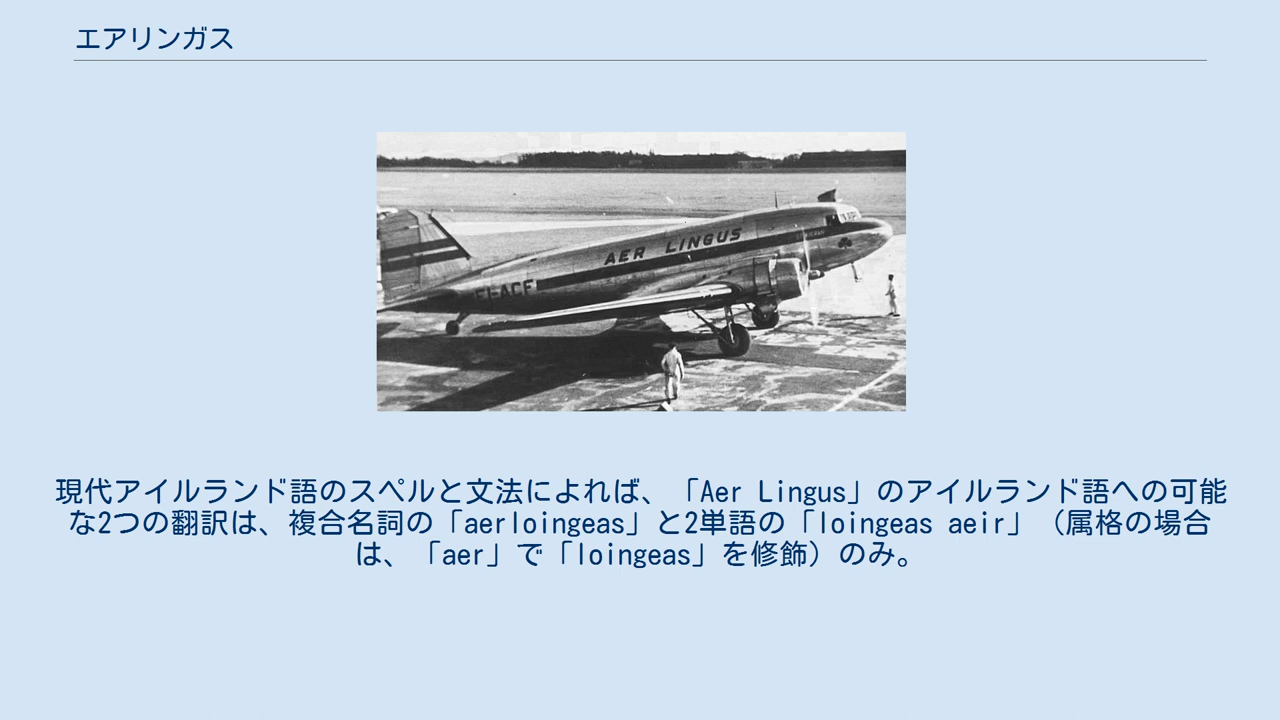 エアリンガス
AER LINGUS
EI-ACF
現代アイルランド語のスペルと文法によれば、「Aer Lingus」のアイルランド語への可能
な2つの翻訳は、複合名詞の「aerloingeas」と2単語の「loingeas aeir」（属格の場合
は、「aer」で「loingeas」を修飾）のみ。